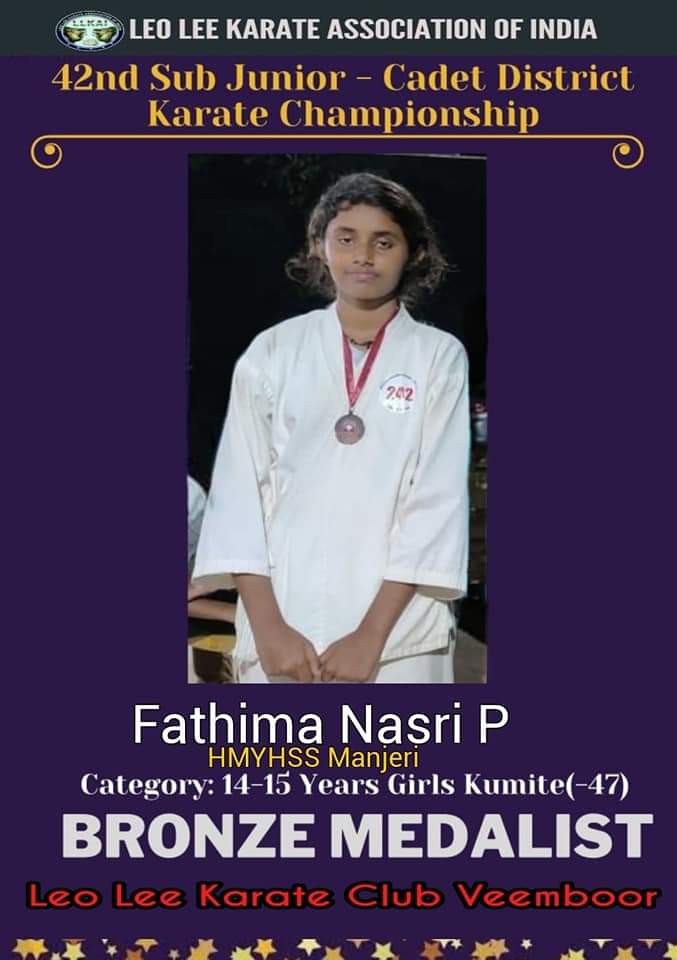 LLKAI
LEO LEE KARATE ASSOCIATION OF INDIA
42nd Sub Junior - Cadet District
Karate Championship
242
Fathima Nasri P
HMYHSS Manjeri
Category: 14-15 Years Girls Kumite(-47)
BRONZE MEDALIST
Leo Lee Karate Club Veemboor